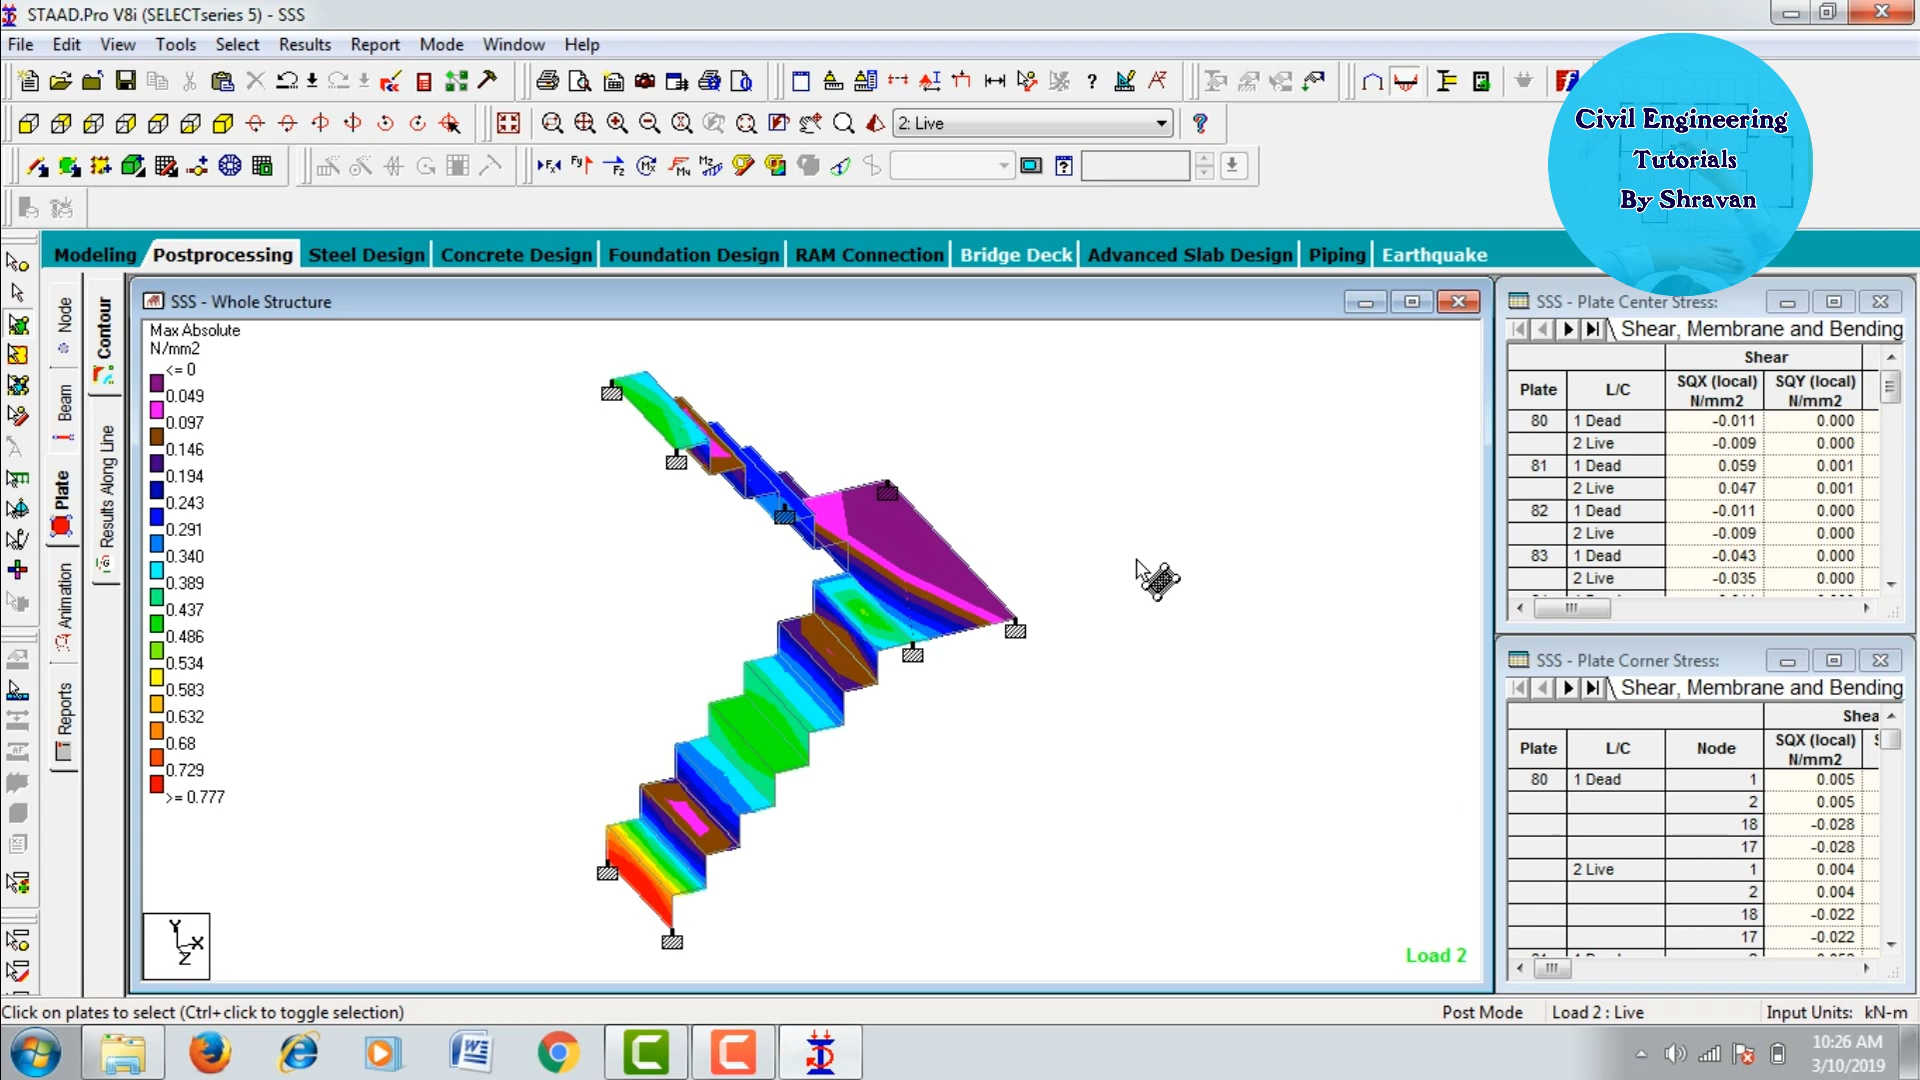 STAAD.Pro V8i (SELECTseries 5) - SSS
File Edit View Tools Select Results Report Mode Window Help
2: Live
Civil Engineering
Tutorials
By Shravan
Modeling Postprocessing Steel Design Concrete Design Foundation Design RAM Connection Bridge Deck Advanced Slab Design Piping Earthquake
Node
Beam
Plate
Animation
Reports
Contour
Results Along Line
SSS - Whole Structure
Max Absolute
N/mm2
<= 0
0.049
0.097
0.146
0.194
0.243
0.291
0.340
0.389
0.437
0.486
0.534
0.583
0.632
0.68
0.729
>= 0.777
Y
X
Z
Load 2
SSS - Plate Center Stress:
Shear, Membrane and Bending
Shear
Plate L/C SQX (local) N/mm2 SQY (local) N/mm2
80 1 Dead -0.011 0.000
2 Live -0.009 0.000
81 1 Dead 0.059 0.001
2 Live 0.047 0.001
82 1 Dead -0.011 0.000
2 Live -0.009 0.000
83 1 Dead -0.043 0.000
2 Live -0.035 0.000
SSS - Plate Corner Stress:
Shear, Membrane and Bending
Shea
Plate L/C Node SQX (local) N/mm2
80 1 Dead 1 0.005
2 0.005
18 -0.028
17 -0.028
2 Live 1 0.004
2 0.004
18 -0.022
17 -0.022
Click on plates to select (Ctrl+click to toggle selection)
Post Mode Load 2 : Live Input Units: kN-m
10:26 AM
3/10/2019